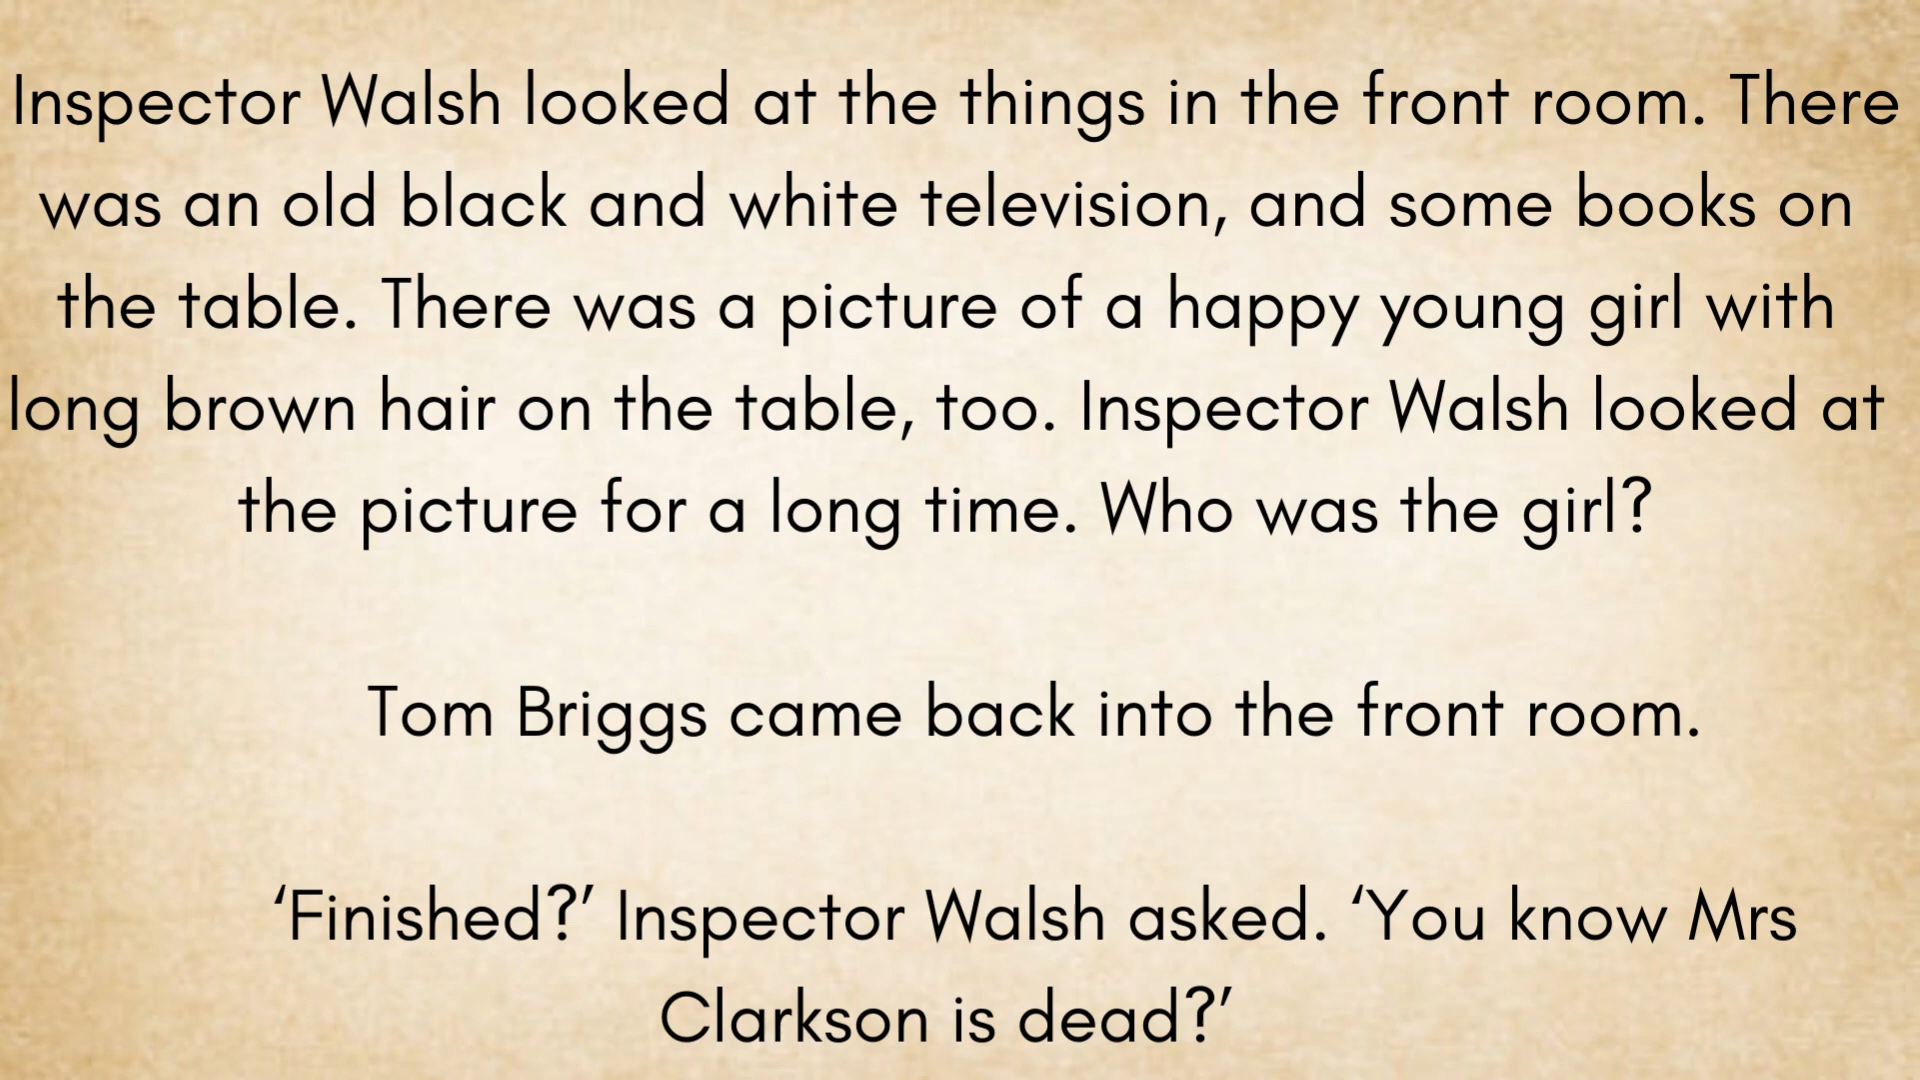 Inspector Walsh looked at the things in the front room. There
was an old black and white television, and some books on
the table. There was a picture of a happy young girl with
long brown hair on the table, too. Inspector Walsh looked at
the picture for a long time. Who was the girl?
Tom Briggs came back into the front room.
‘Finished?’ Inspector Walsh asked. ‘You know Mrs
Clarkson is dead?’